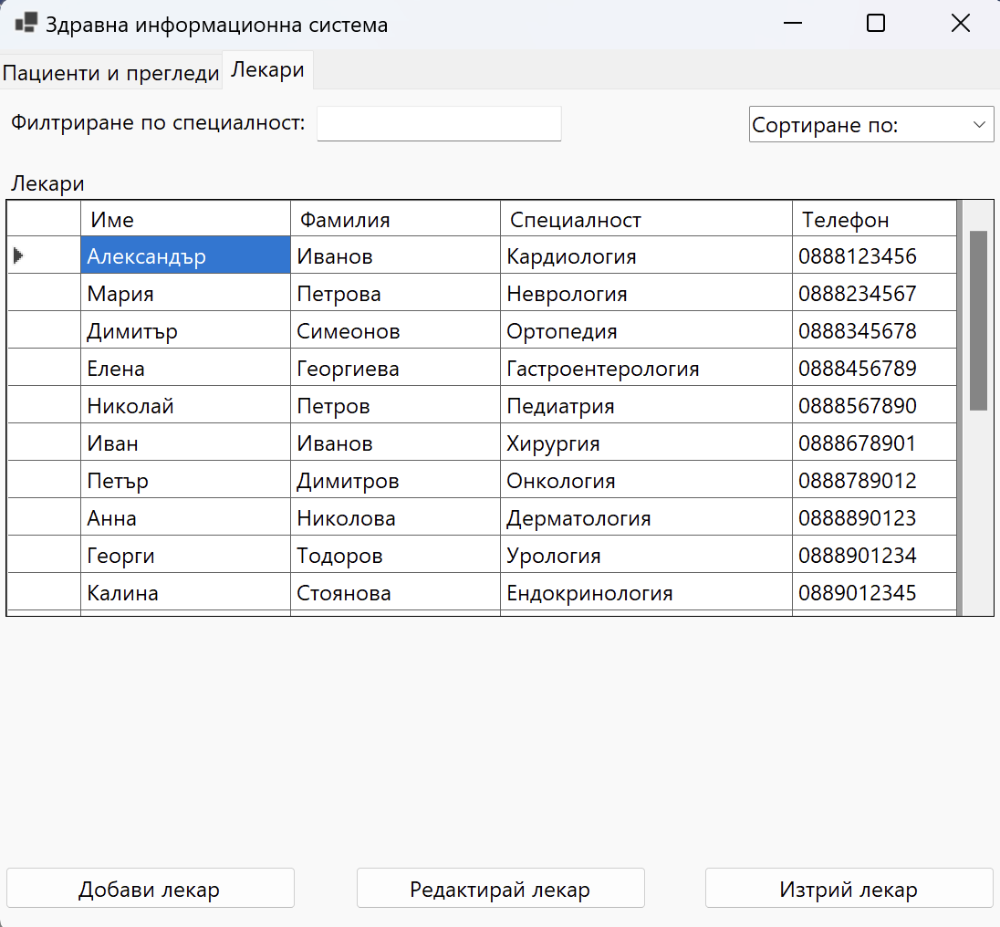 Здравна информационна система
Пациенти и прегледи Лекари
Филтриране по специалност: Сортиране по:
Лекари
Име Фамилия Специалност Телефон
Александър Иванов Кардиология 0888123456
Мария Петрова Неврология 0888234567
Димитър Симеонов Ортопедия 0888345678
Елена Георгиева Гастроентерология 0888456789
Николай Петров Педиатрия 0888567890
Иван Иванов Хирургия 0888678901
Петър Димитров Онкология 0888789012
Анна Николова Дерматология 0888890123
Георги Тодоров Урология 0888901234
Калина Стоянова Ендокринология 0889012345
Добави лекар Редактирай лекар Изтрий лекар